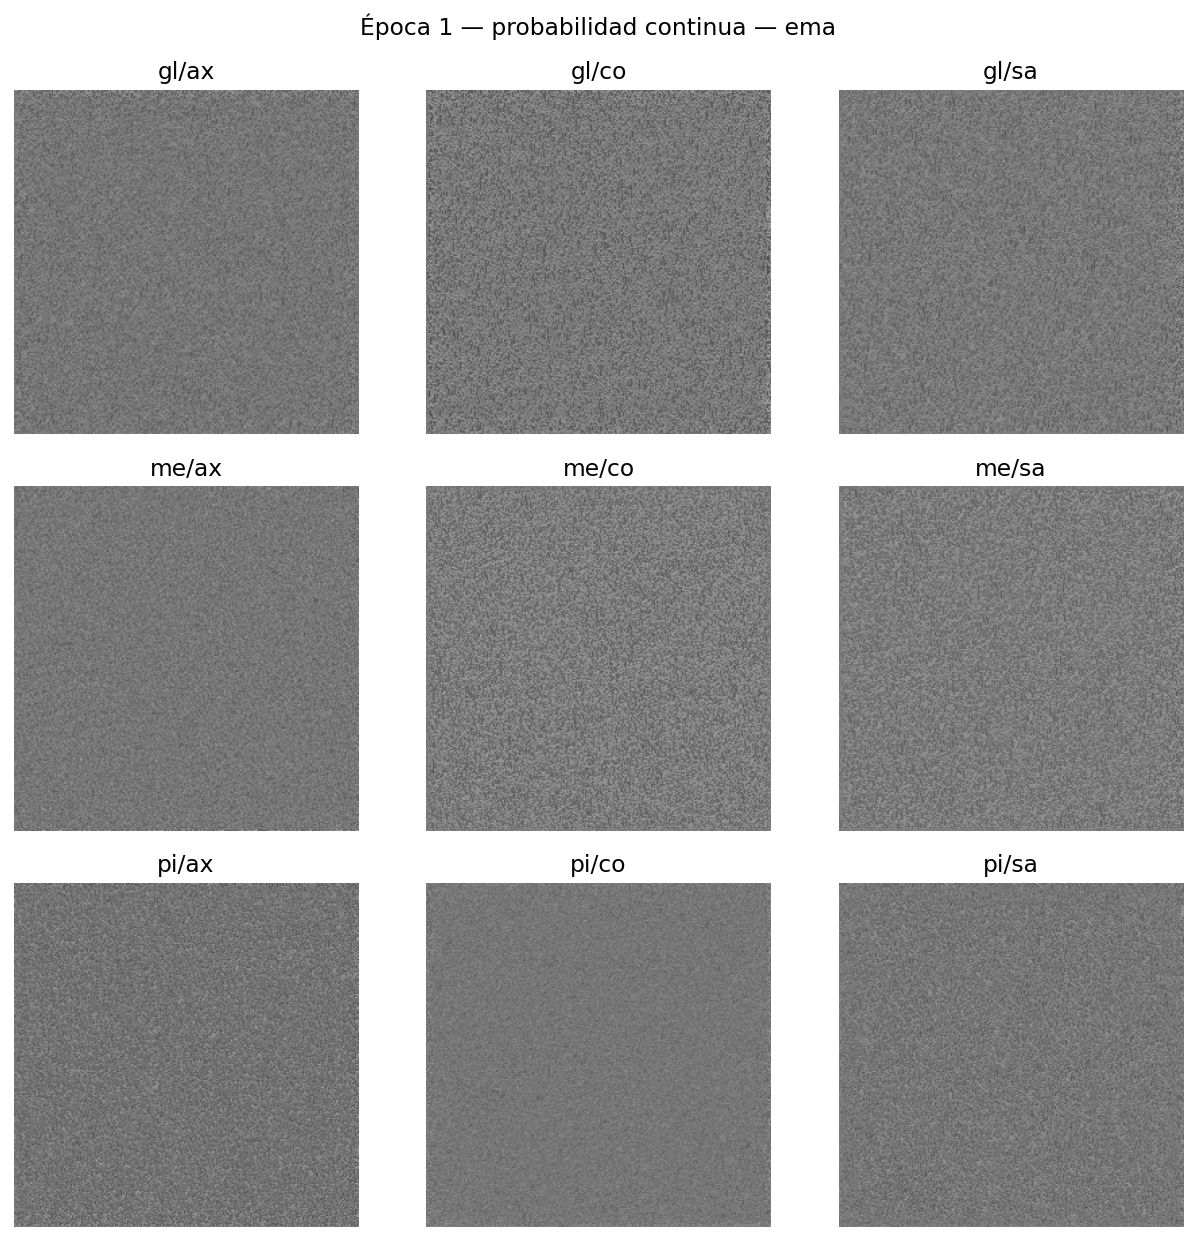 Época 1 — probabilidad continua — ema
gl/ax gl/co gl/sa
me/ax me/co me/sa
pi/ax pi/co pi/sa